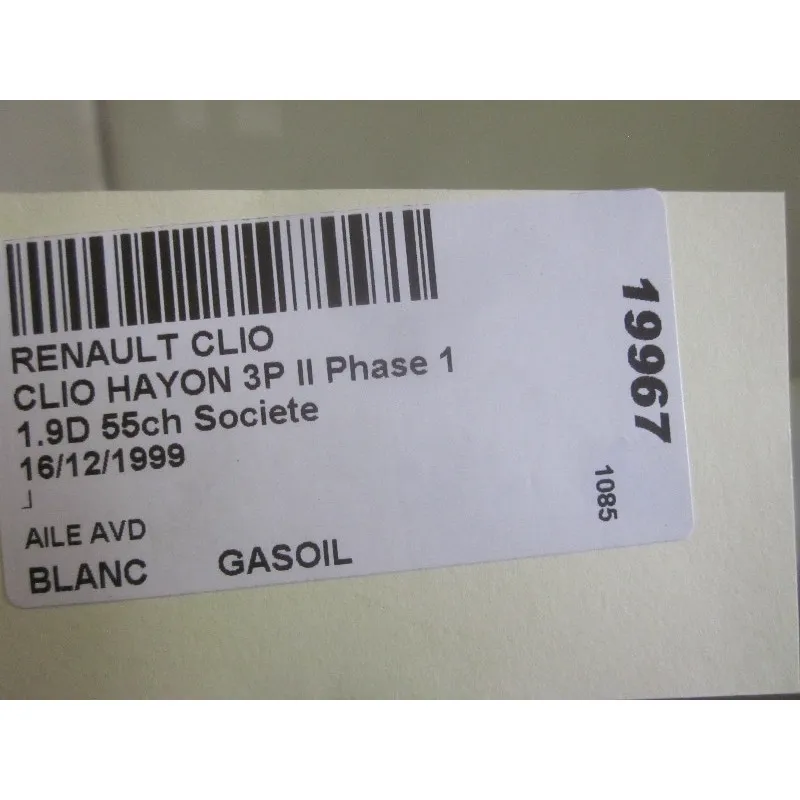 RENAULT CLIO
CLIO HAYON 3P II Phase 1
1.9D 55ch Societe
16/12/1999
┘
AILE AVD
BLANC GASOIL
19967
1085